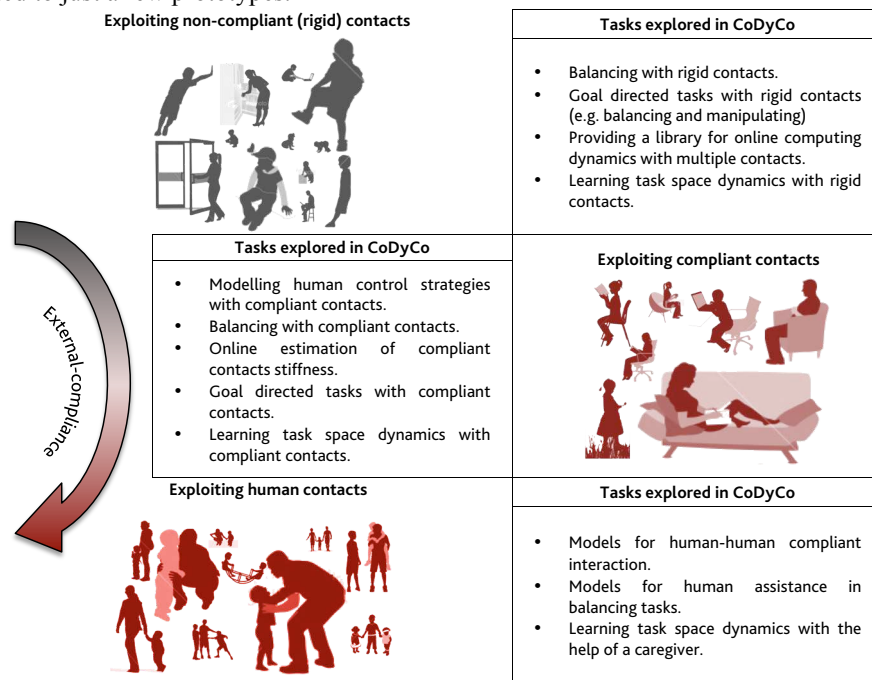 Exploiting non-compliant (rigid) contacts
Tasks explored in CoDyCo
• Balancing with rigid contacts.
• Goal directed tasks with rigid contacts
(e.g. balancing and manipulating)
• Providing a library for online computing
dynamics with multiple contacts.
• Learning task space dynamics with rigid
contacts.
Tasks explored in CoDyCo
• Modelling human control strategies
with compliant contacts.
• Balancing with compliant contacts.
• Online estimation of compliant
contacts stiffness.
• Goal directed tasks with compliant
contacts.
• Learning task space dynamics with
compliant contacts.
Exploiting compliant contacts
External-compliance
Exploiting human contacts
Tasks explored in CoDyCo
• Models for human-human compliant
interaction.
• Models for human assistance in
balancing tasks.
• Learning task space dynamics with the
help of a caregiver.